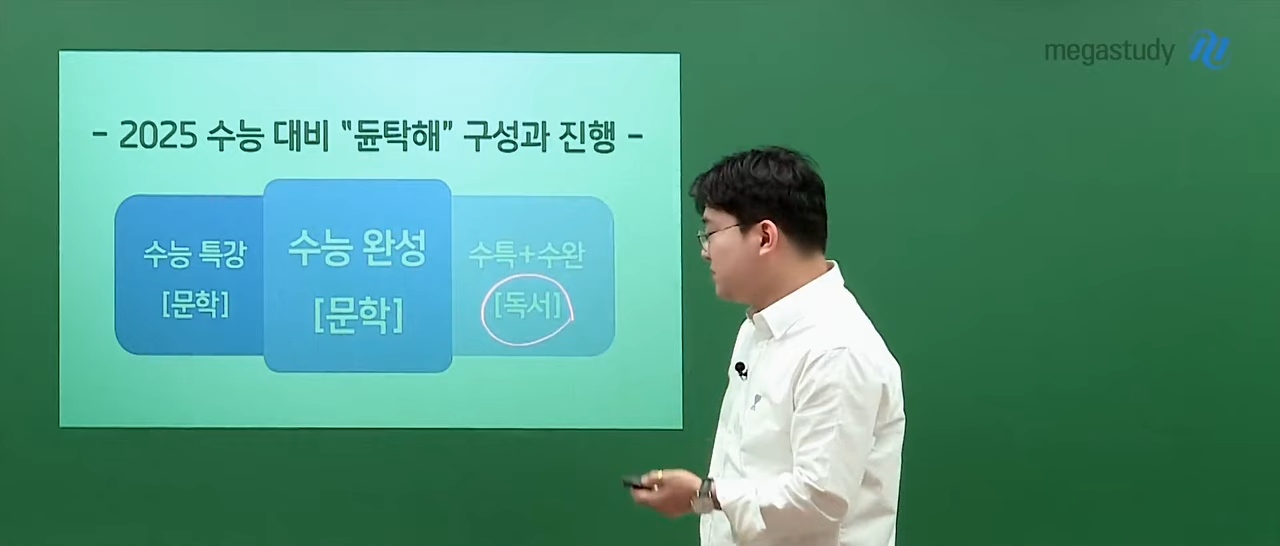 megastudy
- 2025 수능 대비 "듄탁해" 구성과 진행 -
수능 특강
[문학]
수능 완성
[문학]
수특+수완
[독서]